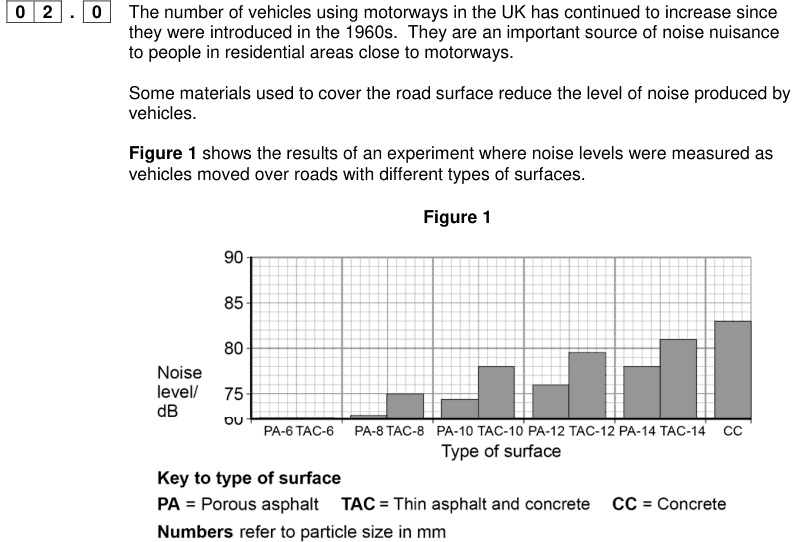 0 2 . 0 The number of vehicles using motorways in the UK has continued to increase since
they were introduced in the 1960s. They are an important source of noise nuisance
to people in residential areas close to motorways.
Some materials used to cover the road surface reduce the level of noise produced by
vehicles.
Figure 1 shows the results of an experiment where noise levels were measured as
vehicles moved over roads with different types of surfaces.
Figure 1
90
85
80
Noise
level/
dB
75
60
PA-6 TAC-6 PA-8 TAC-8 PA-10 TAC-10 PA-12 TAC-12 PA-14 TAC-14 CC
Type of surface
Key to type of surface
PA = Porous asphalt TAC = Thin asphalt and concrete CC = Concrete
Numbers refer to particle size in mm